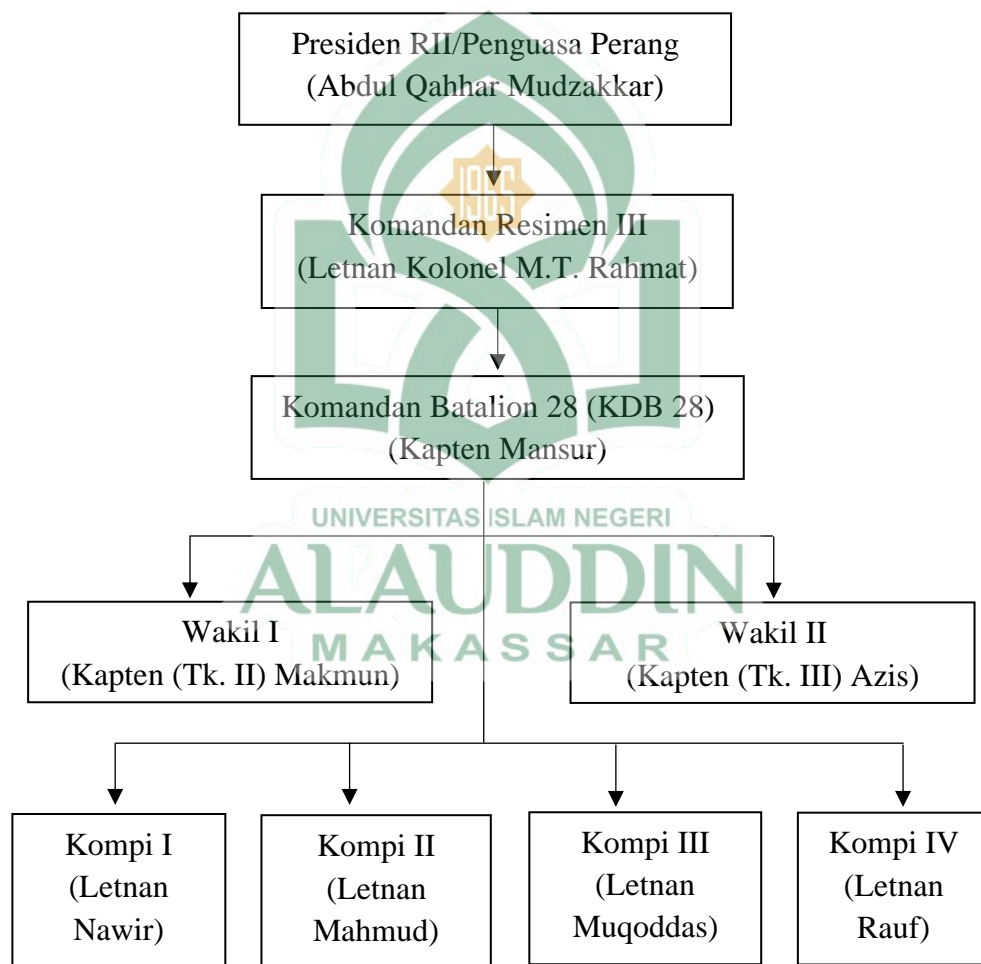 Presiden RII/Penguasa Perang
(Abdul Qahhar Mudzakkar)
1965
Komandan Resimen III
(Letnan Kolonel M.T. Rahmat)
Komandan Batalion 28 (KDB 28)
(Kapten Mansur)
UNIVERSITAS ISLAM NEGERI
ALAUDDIN
MAKASSAR
Wakil I
(Kapten (Tk. II) Makmun)
Wakil II
(Kapten (Tk. III) Azis)
Kompi I
(Letnan
Nawir)
Kompi II
(Letnan
Mahmud)
Kompi III
(Letnan
Muqoddas)
Kompi IV
(Letnan
Rauf)